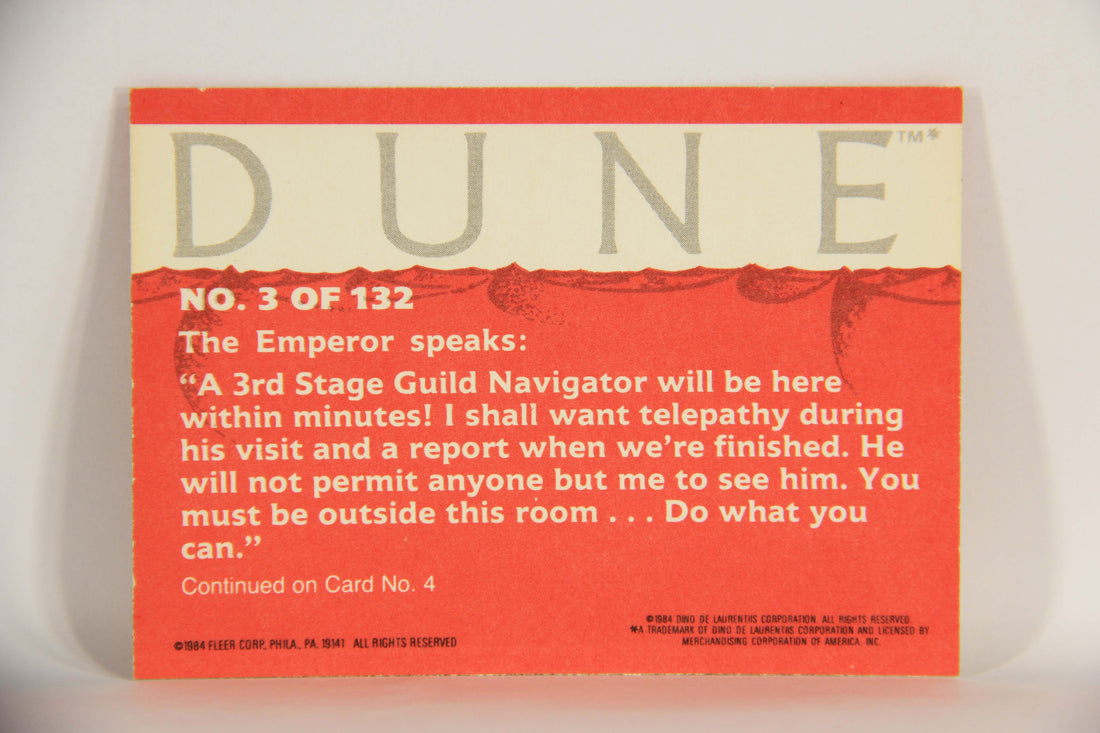 DUNE™*
NO. 3 OF 132
The Emperor speaks:
“A 3rd Stage Guild Navigator will be here
within minutes! I shall want telepathy during
his visit and a report when we’re finished. He
will not permit anyone but me to see him. You
must be outside this room . . . Do what you
can.”
Continued on Card No. 4
©1984 FLEER CORP., PHILA., PA. 19141 ALL RIGHTS RESERVED
©1984 DINO DE LAURENTIIS CORPORATION. ALL RIGHTS RESERVED.
*A TRADEMARK OF DINO DE LAURENTIIS CORPORATION AND LICENSED BY
MERCHANDISING CORPORATION OF AMERICA, INC.